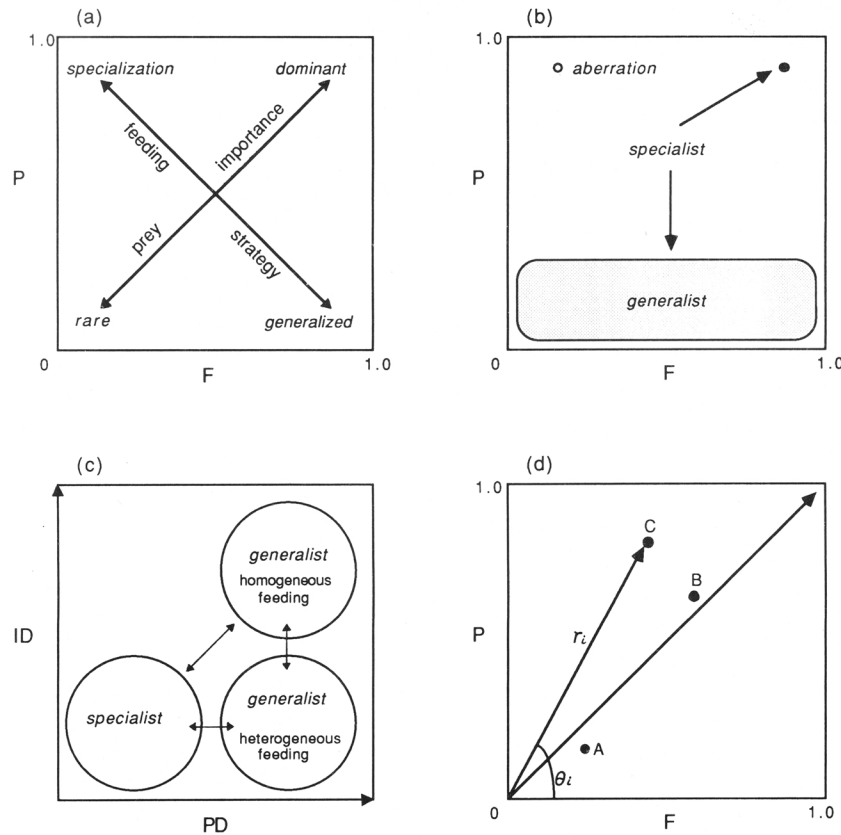 (a)
1.0
specialization
dominant
feeding
importance
P
prey
strategy
rare
generalized
0
F
1.0
(b)
1.0
aberration
specialist
P
generalist
0
F
1.0
(c)
generalist
homogeneous
feeding
ID
specialist
generalist
heterogeneous
feeding
PD
(d)
1.0
C
B
P
ri
A
θi
0
F
1.0